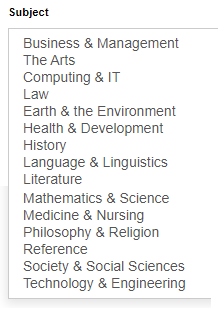 Subject
Business & Management
The Arts
Computing & IT
Law
Earth & the Environment
Health & Development
History
Language & Linguistics
Literature
Mathematics & Science
Medicine & Nursing
Philosophy & Religion
Reference
Society & Social Sciences
Technology & Engineering